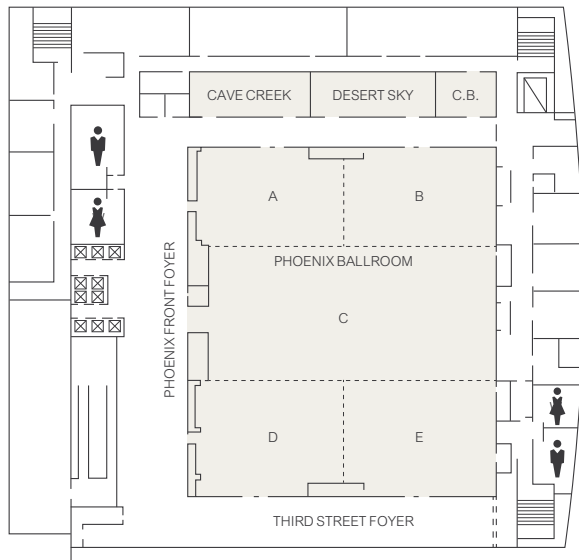 CAVE CREEK
DESERT SKY
C.B.
A
B
PHOENIX BALLROOM
PHOENIX FRONT FOYER
C
D
E
THIRD STREET FOYER